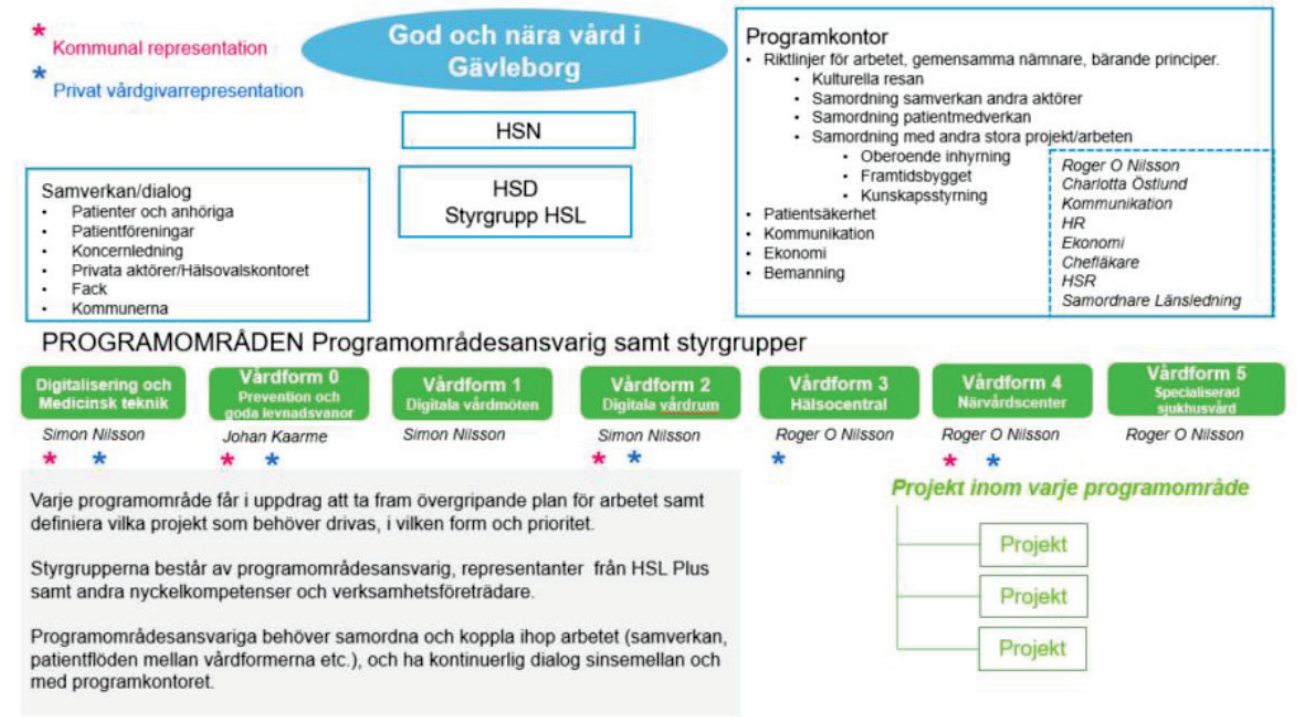 * Kommunal representation
* Privat vårdgivarrepresentation
God och nära vård i
Gävleborg
HSN
HSD
Styrgrupp HSL
Samverkan/dialog
• Patienter och anhöriga
• Patientföreningar
• Koncernledning
• Privata aktörer/Hälsovalskontoret
• Fack
• Kommunerna
Programkontor
• Riktlinjer för arbetet, gemensamma nämnare, bärande principer.
• Kulturella resan
• Samordning samverkan andra aktörer
• Samordning patientmedverkan
• Samordning med andra stora projekt/arbeten
• Oberoende inhyrning
• Framtidsbygget
• Kunskapsstyrning
• Patientsäkerhet
• Kommunikation
• Ekonomi
• Bemanning
Roger O Nilsson
Charlotta Östlund
Kommunikation
HR
Ekonomi
Chefläkare
HSR
Samordnare Länsledning
PROGRAMOMRÅDEN Programområdesansvarig samt styrgrupper
Digitalisering och
Medicinsk teknik
Simon Nilsson
* *
Vårdform 0
Prevention och
goda levnadsvanor
Johan Kaarme
* *
Vårdform 1
Digitala vårdmöten
Simon Nilsson
Vårdform 2
Digitala vårdrum
Simon Nilsson
* *
Vårdform 3
Hälsocentral
Roger O Nilsson
*
Vårdform 4
Närvårdscenter
Roger O Nilsson
* *
Vårdform 5
Specialiserad
sjukhusvård
Roger O Nilsson
Varje programområde får i uppdrag att ta fram övergripande plan för arbetet samt
definiera vilka projekt som behöver drivas, i vilken form och prioritet.
Styrgrupperna består av programområdesansvarig, representanter från HSL Plus
samt andra nyckelkompetenser och verksamhetsföreträdare.
Programområdesansvariga behöver samordna och koppla ihop arbetet (samverkan,
patientflöden mellan vårdformerna etc.), och ha kontinuerlig dialog sinsemellan och
med programkontoret.
Projekt inom varje programområde
Projekt
Projekt
Projekt